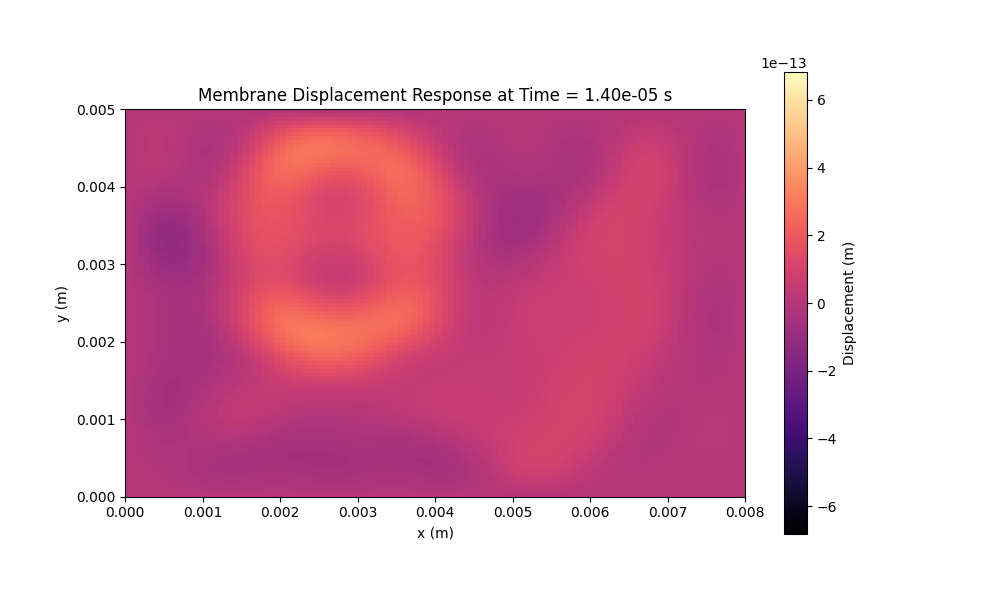 1e−13
Membrane Displacement Response at Time = 1.40e-05 s
0.005
0.004
0.003
0.002
0.001
0.000
y (m)
0.000 0.001 0.002 0.003 0.004 0.005 0.006 0.007 0.008
x (m)
6
4
2
0
−2
−4
−6
Displacement (m)